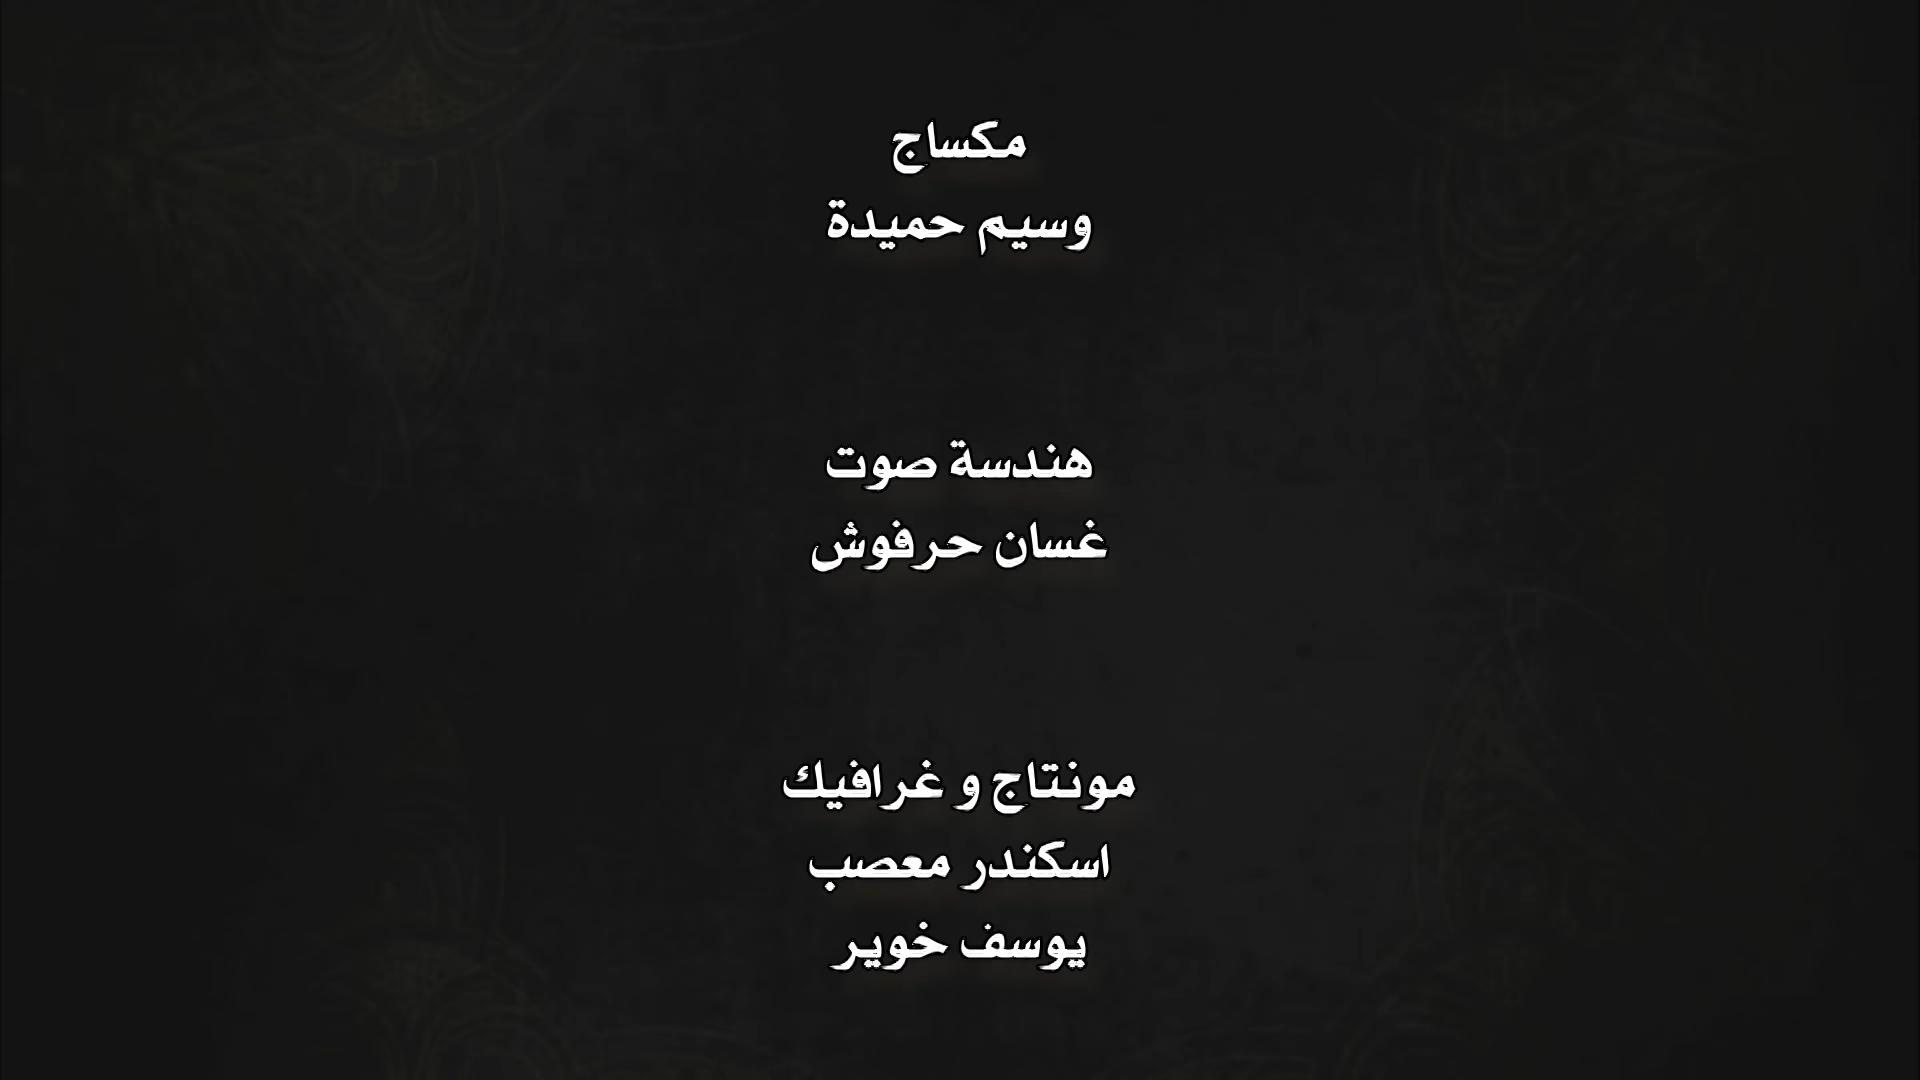 مكساج
وسيم حميدة
هندسة صوت
غسان حرفوش
مونتاج و غرافيك
اسكندر معصب
يوسف خوير